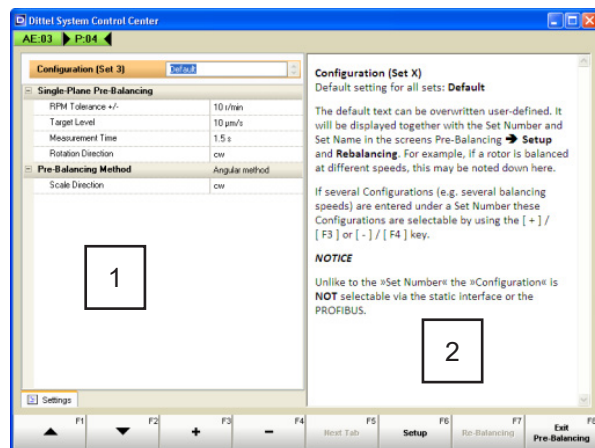 Dittel System Control Center
AE:03 P:04
Configuration (Set 3) Default
Single-Plane Pre-Balancing
RPM Tolerance +/- 10 r/min
Target Level 10 µm/s
Measurement Time 1.5 s
Rotation Direction cw
Pre-Balancing Method Angular method
Scale Direction cw
1
Settings
Configuration (Set X)
Default setting for all sets: Default
The default text can be overwritten user-defined. It
will be displayed together with the Set Number and
Set Name in the screens Pre-Balancing ➔ Setup
and Rebalancing. For example, if a rotor is balanced
at different speeds, this may be noted down here.
If several Configurations (e.g. several balancing
speeds) are entered under a Set Number these
Configurations are selectable by using the [ + ] /
[ F3 ] or [ - ] / [ F4 ] key.
NOTICE
Unlike to the »Set Number« the »Configuration« is
NOT selectable via the static interface or the
PROFIBUS.
2
F1 F2 F3 F4 F5 F6 F7 F8
+ - Next Tab Setup Re-Balancing Exit
Pre-Balancing